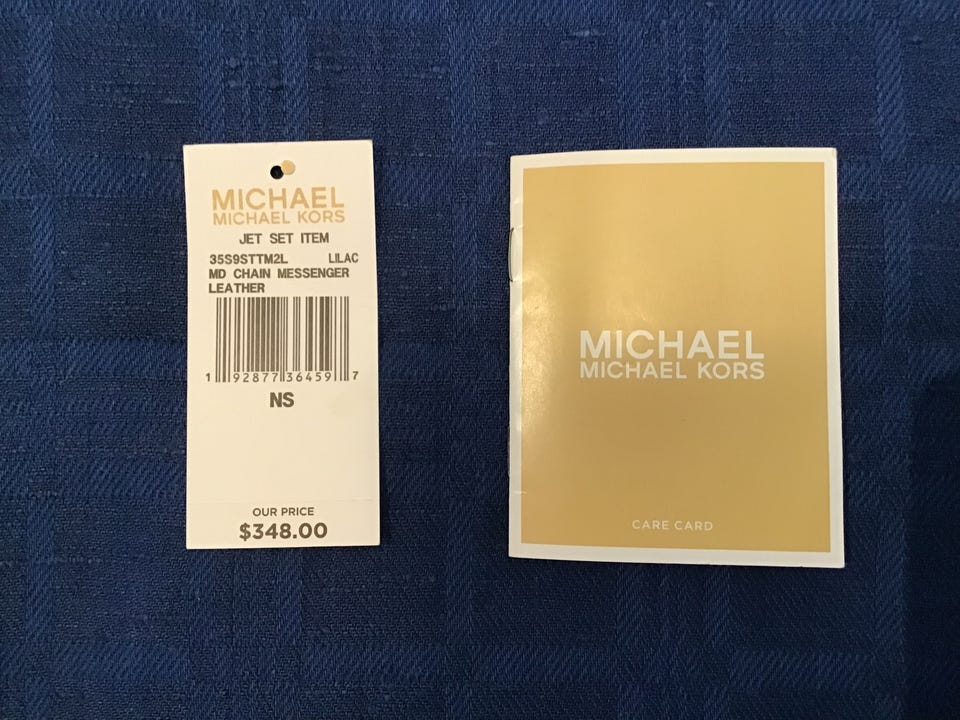 MICHAEL
MICHAEL KORS
JET SET ITEM
35S9STTM2L LILAC
MD CHAIN MESSENGER
LEATHER
1 92877 36459 7
NS
OUR PRICE
$348.00
MICHAEL
MICHAEL KORS
CARE CARD